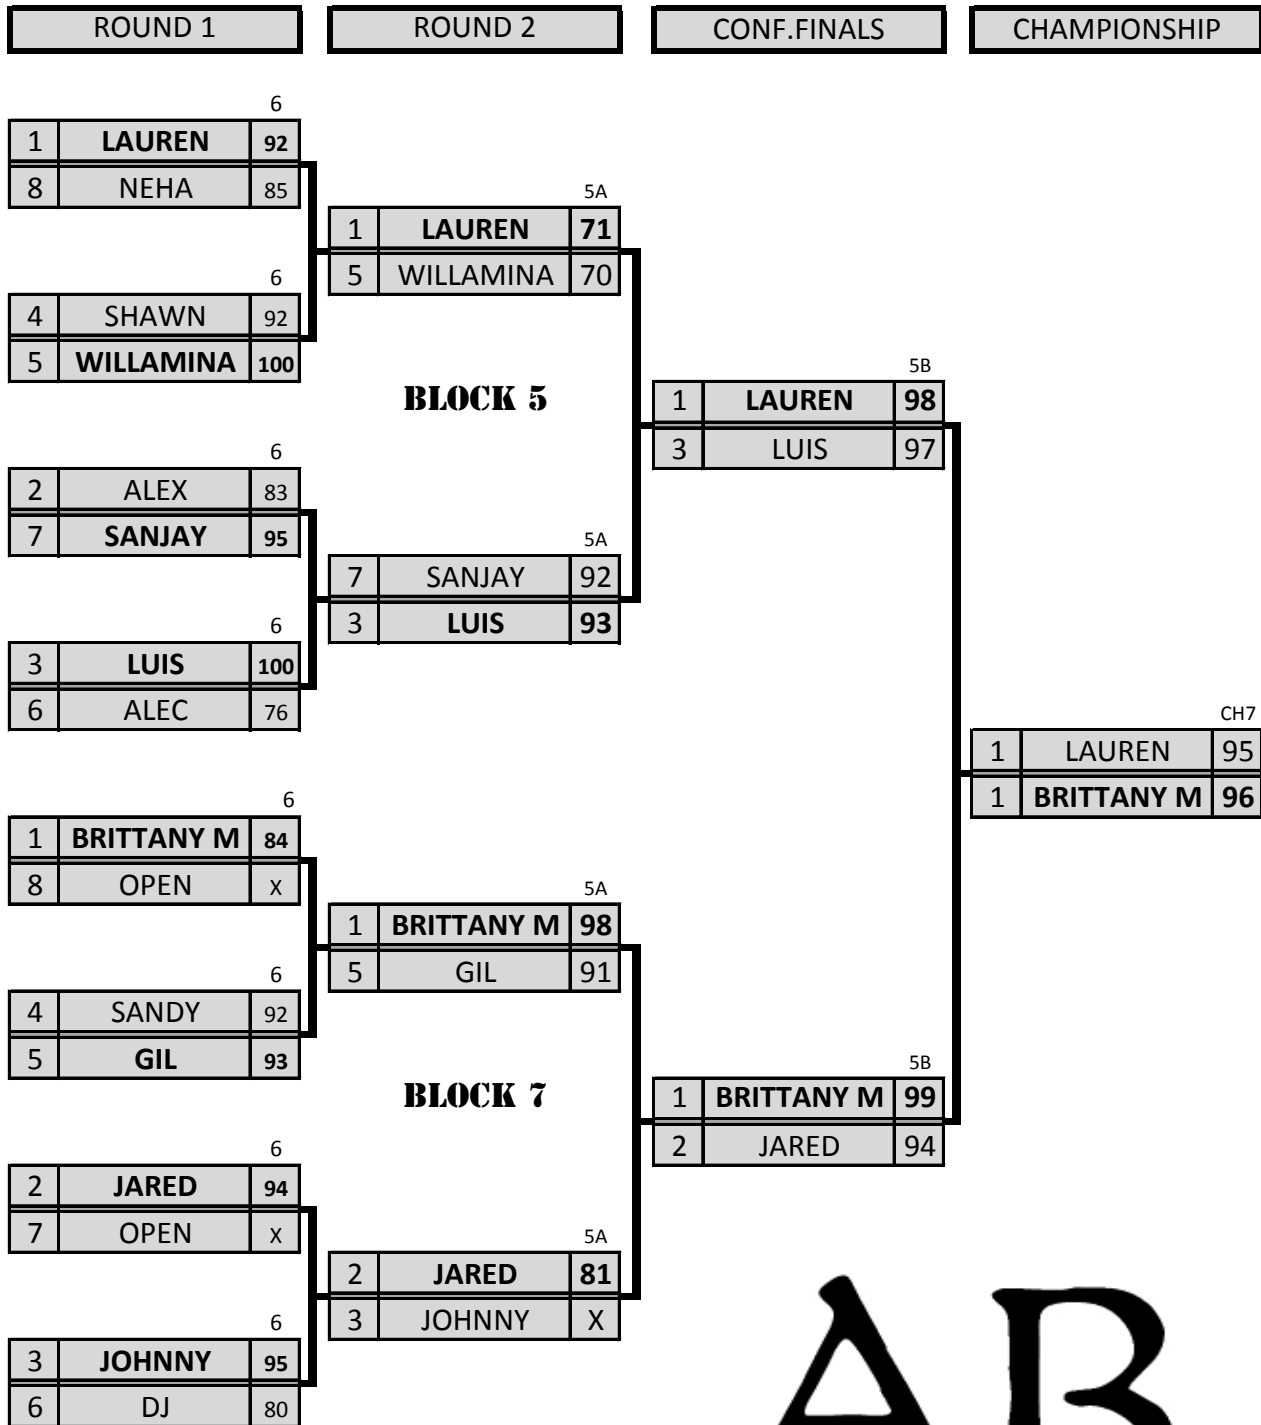 ROUND 1 ROUND 2 CONF.FINALS CHAMPIONSHIP
6
1 LAUREN 92
8 NEHA 85
5A
1 LAUREN 71
5 WILLAMINA 70
6
4 SHAWN 92
5 WILLAMINA 100
5B
BLOCK 5
1 LAUREN 98
3 LUIS 97
6
2 ALEX 83
7 SANJAY 95
5A
7 SANJAY 92
3 LUIS 93
6
3 LUIS 100
6 ALEC 76
CH7
1 LAUREN 95
1 BRITTANY M 96
6
1 BRITTANY M 84
8 OPEN X
5A
1 BRITTANY M 98
5 GIL 91
6
4 SANDY 92
5 GIL 93
5B
BLOCK 7
1 BRITTANY M 99
2 JARED 94
6
2 JARED 94
7 OPEN X
5A
2 JARED 81
3 JOHNNY X
6
3 JOHNNY 95
6 DJ 80
AR